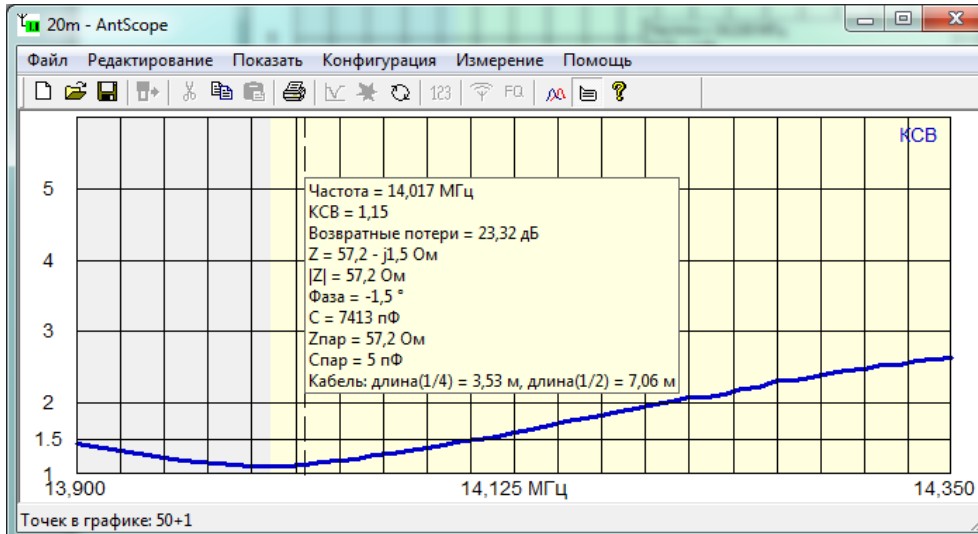 20m - AntScope
Файл Редактирование Показать Конфигурация Измерение Помощь
123 FQ
КСВ
5
4
3
2
1.5
1
Частота = 14,017 МГц
КСВ = 1,15
Возвратные потери = 23,32 дБ
Z = 57,2 - j1,5 Ом
|Z| = 57,2 Ом
Фаза = -1,5 °
C = 7413 пФ
Zпар = 57,2 Ом
Cпар = 5 пФ
Кабель: длина(1/4) = 3,53 м, длина(1/2) = 7,06 м
13,900 14,125 МГц 14,350
Точек в графике: 50+1